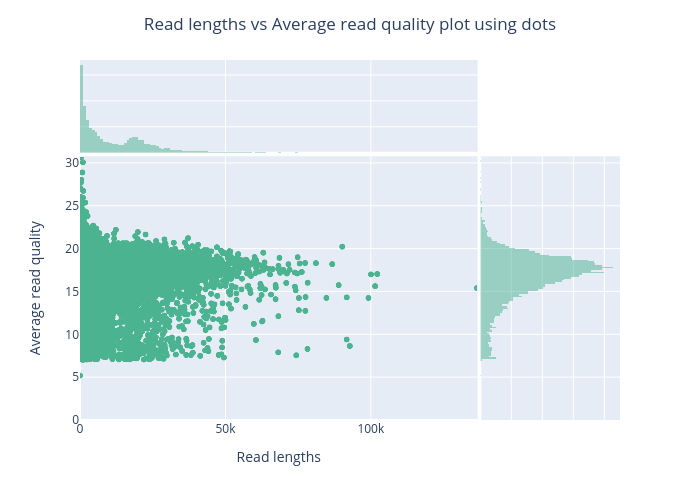 Read lengths vs Average read quality plot using dots
30
25
20
15
10
5
0
0
50k
100k
Average read quality
Read lengths